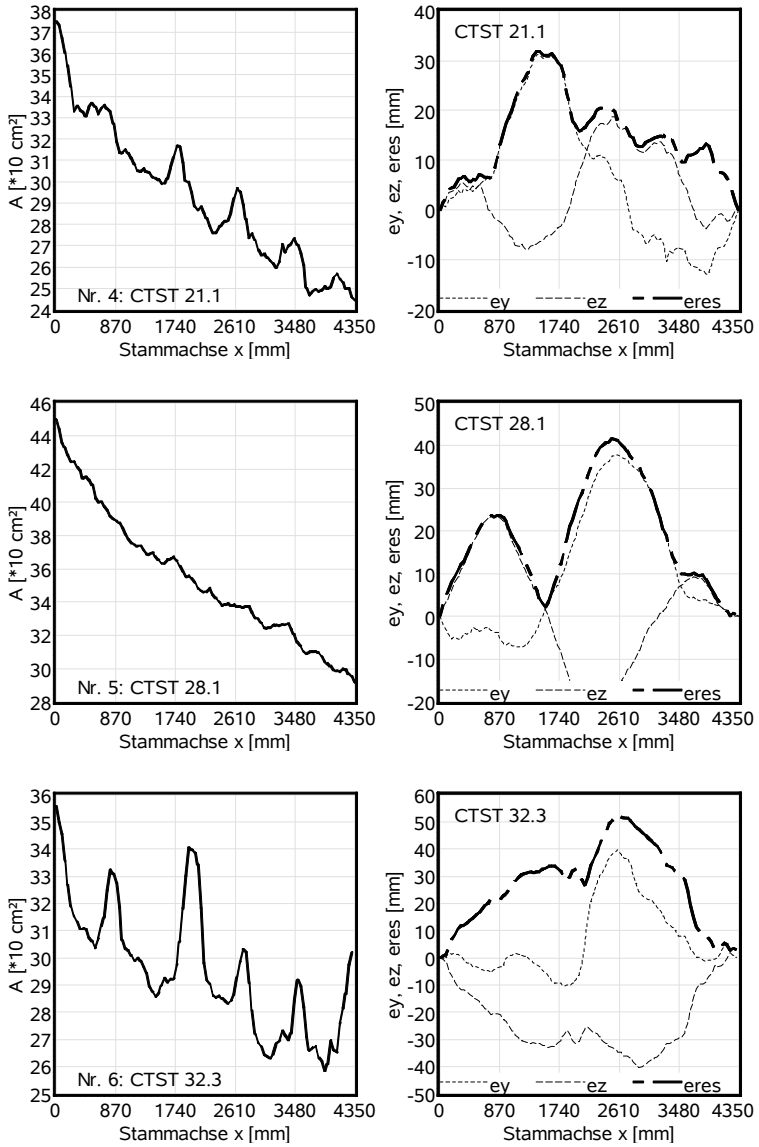 38
37
35
34
33
31
30
28
27
26
24
A [*10 cm²]
Nr. 4: CTST 21.1
0 870 1740 2610 3480 4350
Stammachse x [mm]
40
30
20
10
0
-10
-20
ey, ez, eres [mm]
CTST 21.1
ey ez eres
0 870 1740 2610 3480 4350
Stammachse x [mm]
46
44
42
40
38
36
34
32
30
28
A [*10 cm²]
Nr. 5: CTST 28.1
0 870 1740 2610 3480 4350
Stammachse x [mm]
50
40
30
20
10
0
-10
-20
ey, ez, eres [mm]
CTST 28.1
ey ez eres
0 870 1740 2610 3480 4350
Stammachse x [mm]
36
35
34
33
31
30
29
28
27
26
25
A [*10 cm²]
Nr. 6: CTST 32.3
0 870 1740 2610 3480 4350
Stammachse x [mm]
60
50
40
30
20
10
0
-10
-20
-30
-40
-50
ey, ez, eres [mm]
CTST 32.3
ey ez eres
0 870 1740 2610 3480 4350
Stammachse x [mm]